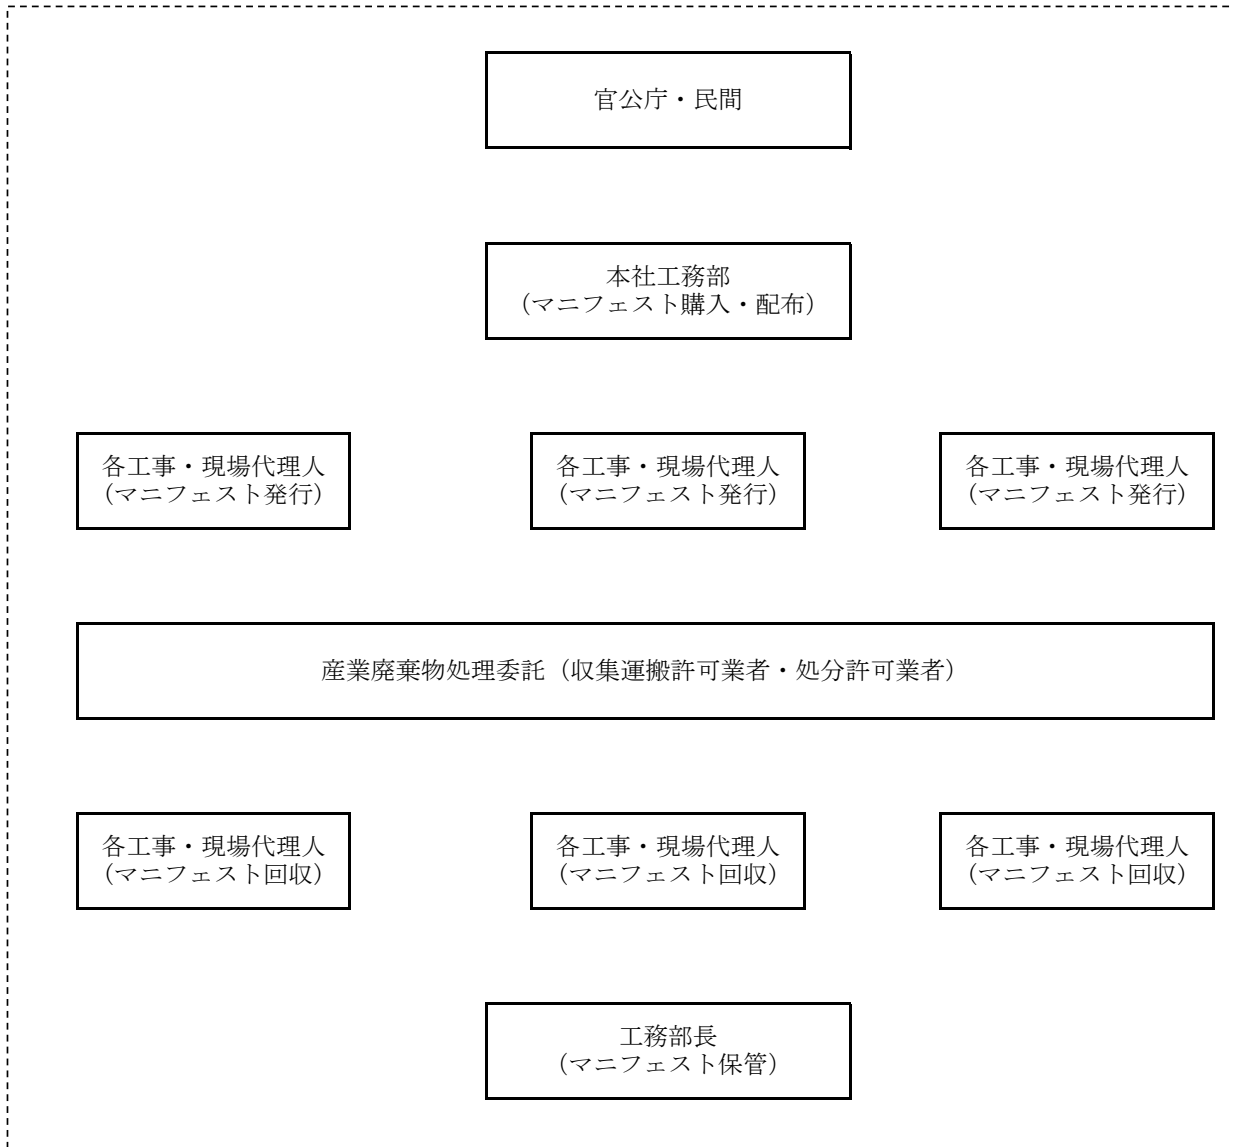 官公庁・民間
本社工務部
（マニフェスト購入・配布）
各工事・現場代理人
（マニフェスト発行）
各工事・現場代理人
（マニフェスト発行）
各工事・現場代理人
（マニフェスト発行）
産業廃棄物処理委託（収集運搬許可業者・処分許可業者）
各工事・現場代理人
（マニフェスト回収）
各工事・現場代理人
（マニフェスト回収）
各工事・現場代理人
（マニフェスト回収）
工務部長
（マニフェスト保管）